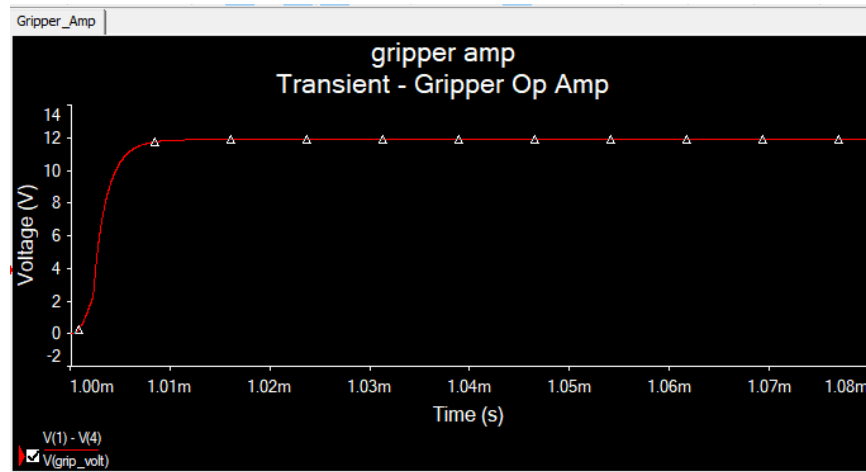 Gripper_Amp
gripper amp
Transient - Gripper Op Amp
14
12
10
8
6
4
2
0
-2
Voltage (V)
1.00m 1.01m 1.02m 1.03m 1.04m 1.05m 1.06m 1.07m 1.08m
Time (s)
V(1) - V(4)
V(grip_volt)